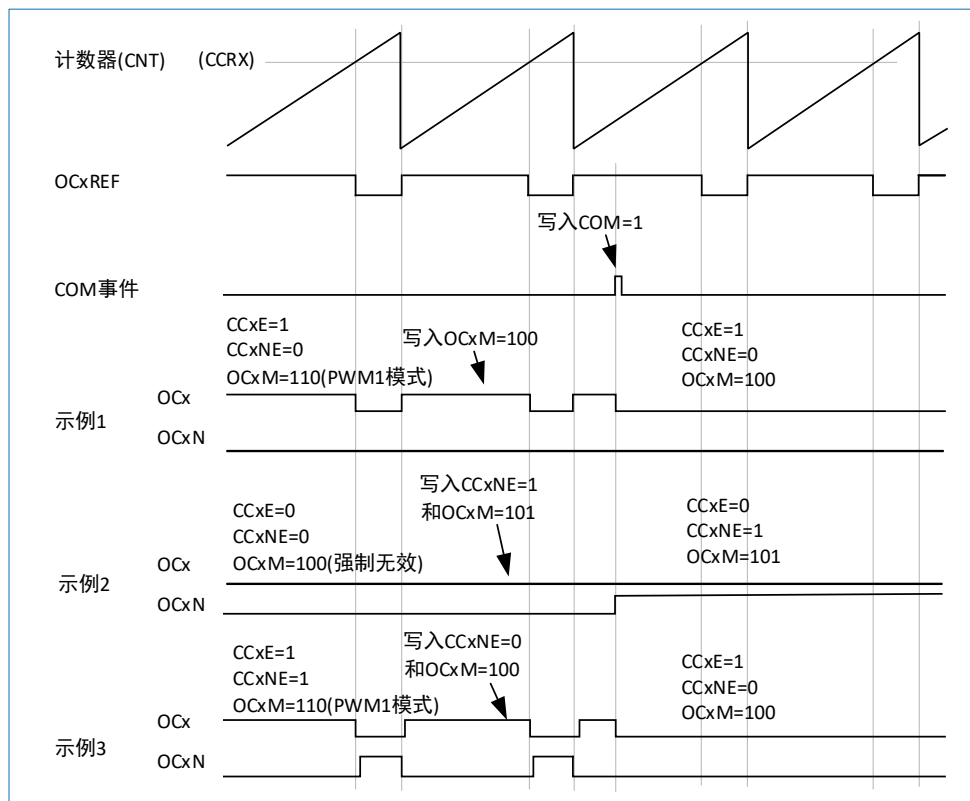 计数器(CNT) (CCRX)
OCxREF
写入COM=1
COM事件
CCxE=1
CCxNE=0
OCxM=110(PWM1模式)
写入OCxM=100
CCxE=1
CCxNE=0
OCxM=100
OCx
示例1
OCxN
CCxE=0
CCxNE=0
OCxM=100(强制无效)
写入CCxNE=1
和OCxM=101
CCxE=0
CCxNE=1
OCxM=101
OCx
示例2
OCxN
CCxE=1
CCxNE=1
OCxM=110(PWM1模式)
写入CCxNE=0
和OCxM=100
CCxE=1
CCxNE=0
OCxM=100
OCx
示例3
OCxN